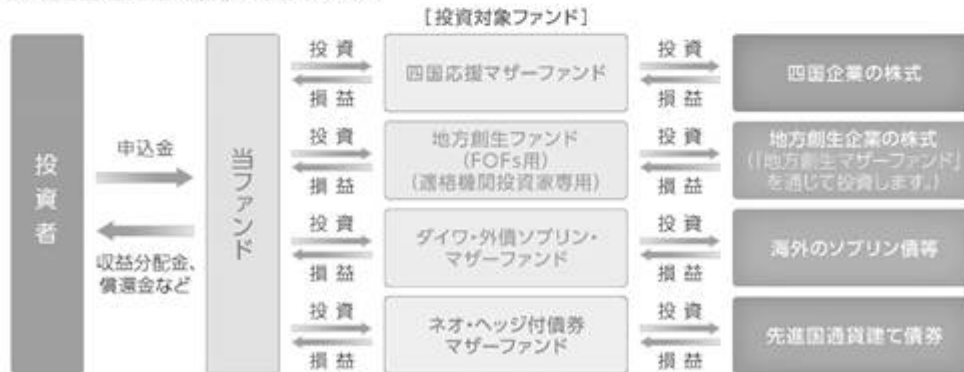 [投資対象ファンド]
投資者
申込金
収益分配金、
償還金など
当ファンド
投資
損益
四国応援マザーファンド
投資
損益
四国企業の株式
投資
損益
地方創生ファンド
(FOFs用)
(適格機関投資家専用)
投資
損益
地方創生企業の株式
(「地方創生マザーファンド」
を通じて投資します。)
投資
損益
ダイワ・外債ソブリン・
マザーファンド
投資
損益
海外のソブリン債等
投資
損益
ネオ・ヘッジ付債券
マザーファンド
投資
損益
先進国通貨建て債券